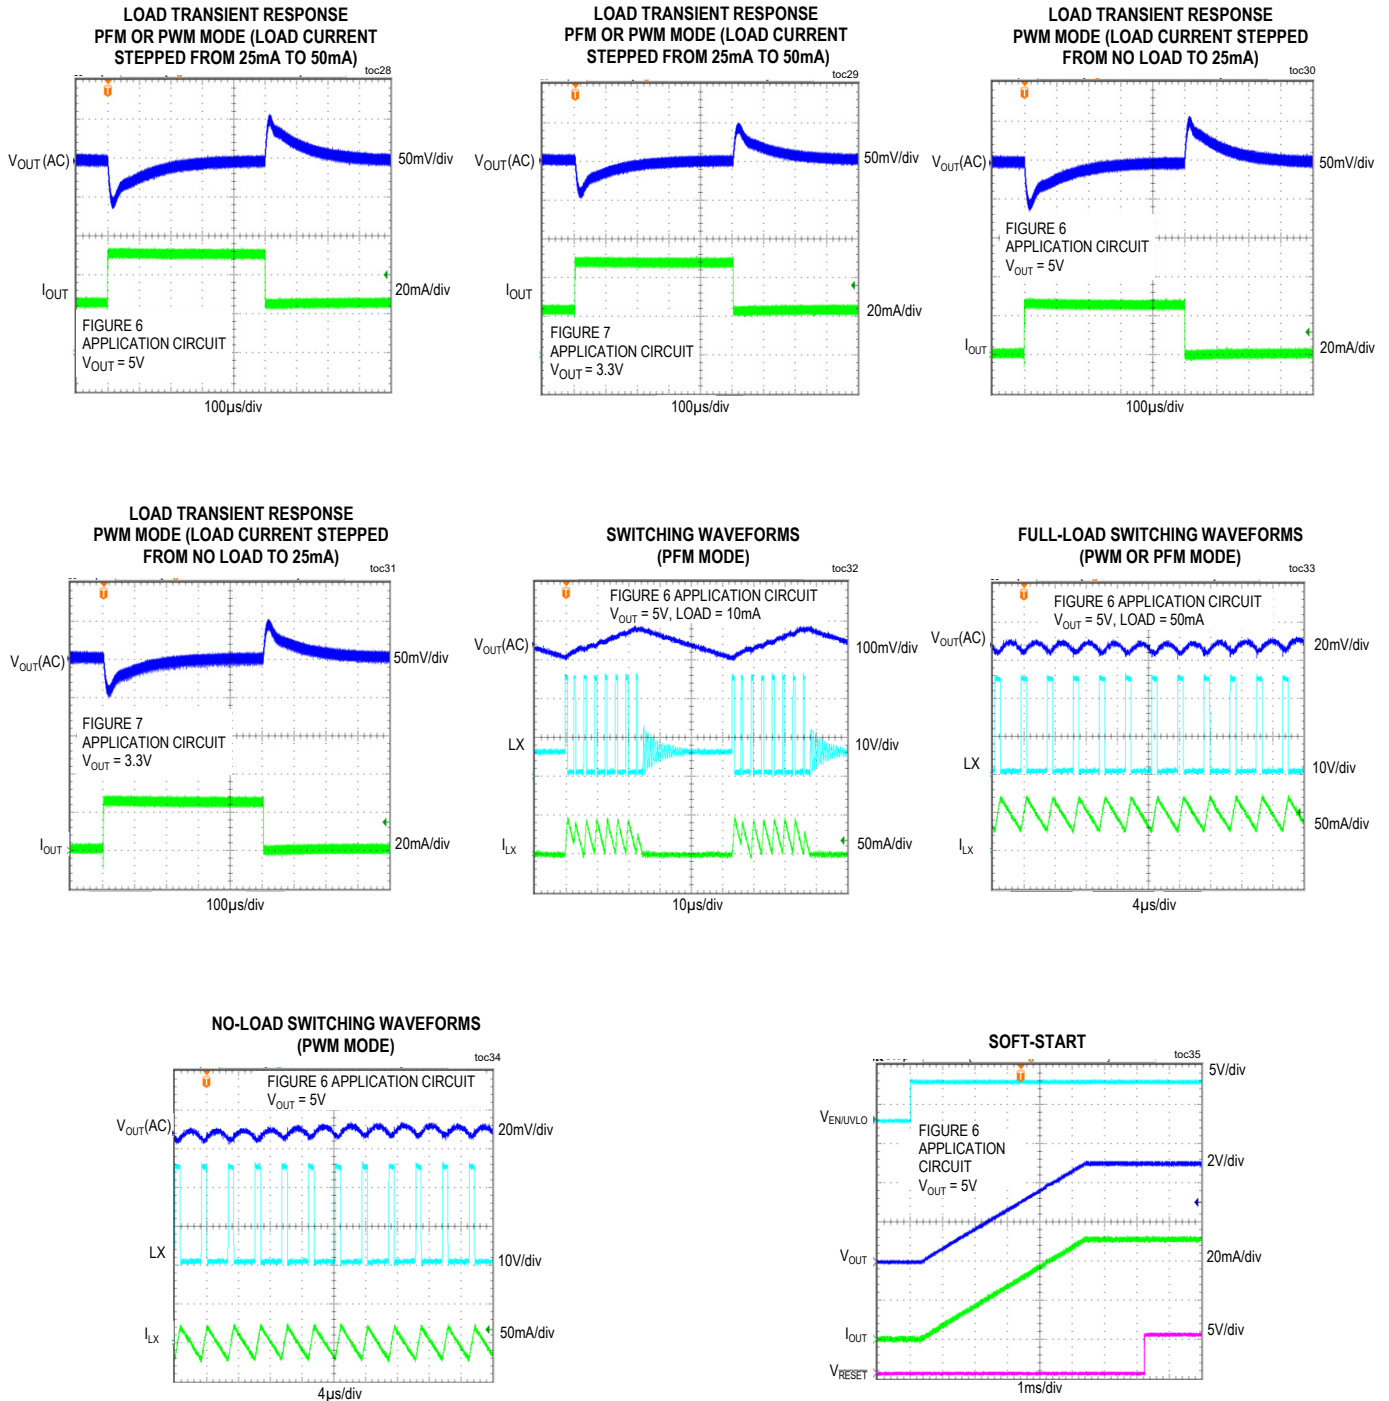 LOAD TRANSIENT RESPONSE
PFM OR PWM MODE (LOAD CURRENT
STEPPED FROM 25mA TO 50mA)
toc28
VOUT(AC)
50mV/div
IOUT
20mA/div
FIGURE 6
APPLICATION CIRCUIT
VOUT = 5V
100µs/div
LOAD TRANSIENT RESPONSE
PFM OR PWM MODE (LOAD CURRENT
STEPPED FROM 25mA TO 50mA)
toc29
VOUT(AC)
50mV/div
IOUT
20mA/div
FIGURE 7
APPLICATION CIRCUIT
VOUT = 3.3V
100µs/div
LOAD TRANSIENT RESPONSE
PWM MODE (LOAD CURRENT STEPPED
FROM NO LOAD TO 25mA)
toc30
VOUT(AC)
50mV/div
FIGURE 6
APPLICATION CIRCUIT
VOUT = 5V
IOUT
20mA/div
100µs/div
LOAD TRANSIENT RESPONSE
PWM MODE (LOAD CURRENT STEPPED
FROM NO LOAD TO 25mA)
toc31
VOUT(AC)
50mV/div
FIGURE 7
APPLICATION CIRCUIT
VOUT = 3.3V
IOUT
20mA/div
100µs/div
SWITCHING WAVEFORMS
(PFM MODE)
toc32
FIGURE 6 APPLICATION CIRCUIT
VOUT = 5V, LOAD = 10mA
VOUT(AC)
100mV/div
LX
10V/div
ILX
50mA/div
10µs/div
FULL-LOAD SWITCHING WAVEFORMS
(PWM OR PFM MODE)
toc33
FIGURE 6 APPLICATION CIRCUIT
VOUT = 5V, LOAD = 50mA
VOUT(AC)
20mV/div
LX
10V/div
ILX
50mA/div
4µs/div
NO-LOAD SWITCHING WAVEFORMS
(PWM MODE)
toc34
FIGURE 6 APPLICATION CIRCUIT
VOUT = 5V
VOUT(AC)
20mV/div
LX
10V/div
ILX
50mA/div
4µs/div
SOFT-START
toc35
5V/div
VEN/UVLO
FIGURE 6
APPLICATION
CIRCUIT
VOUT = 5V
2V/div
VOUT
20mA/div
IOUT
5V/div
VRESET
1ms/div